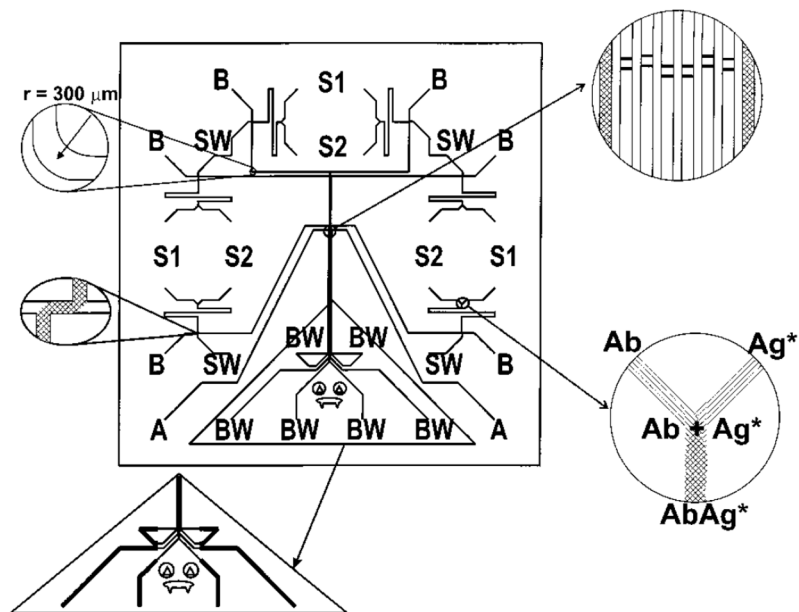 r = 300 μm
B S1 B
B SW S2 SW B
S1 S2 S2 S1
B SW BW BW SW B
A BW BW BW BW A
Ab Ag*
Ab + Ag*
AbAg*